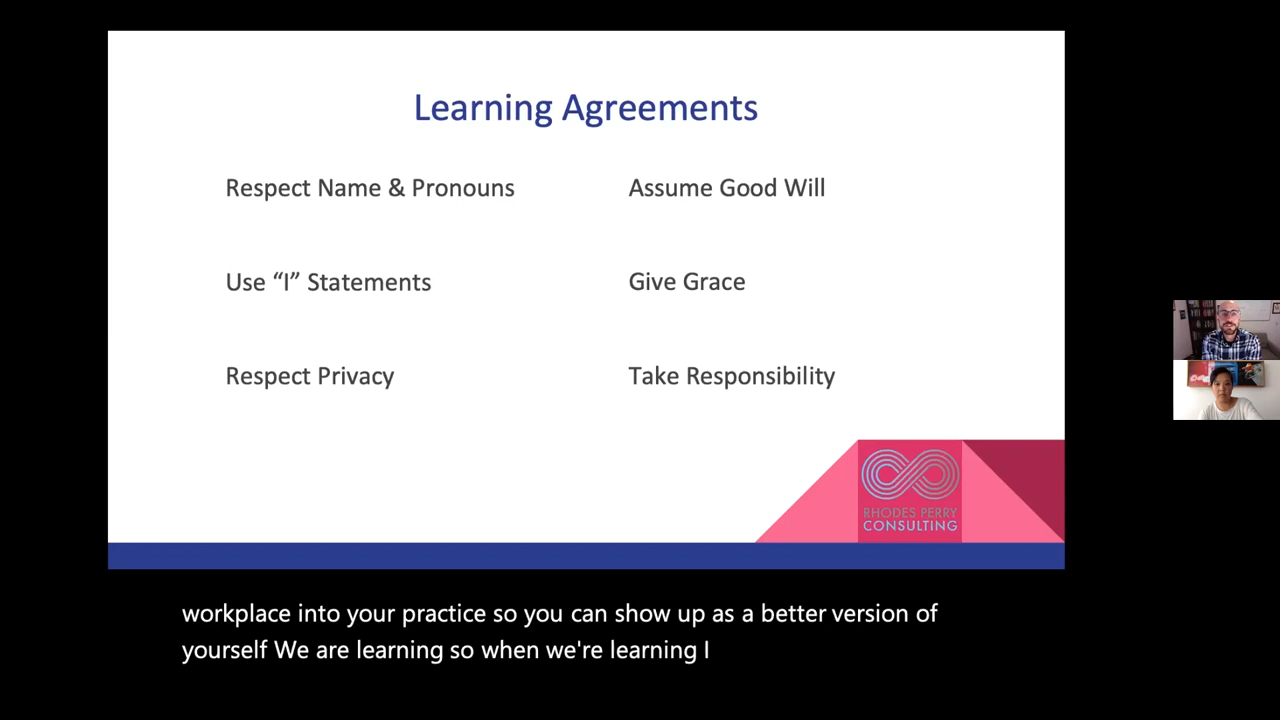 Learning Agreements
Respect Name & Pronouns
Assume Good Will
Use “I” Statements
Give Grace
Respect Privacy
Take Responsibility
RHODES PERRY
CONSULTING
workplace into your practice so you can show up as a better version of
yourself We are learning so when we're learning I